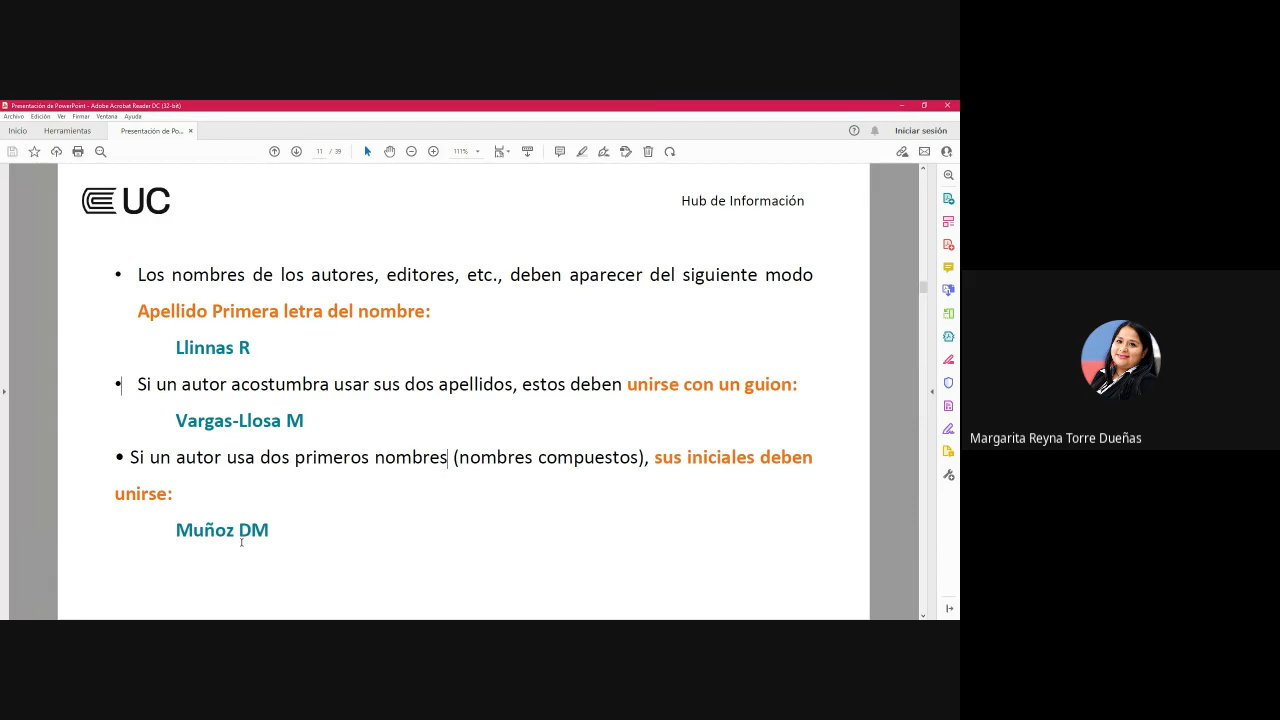 Presentación de PowerPoint - Adobe Acrobat Reader DC (32-bit)
Archivo Edición Ver Firmar Ventana Ayuda
Inicio Herramientas Presentación de Po... × Iniciar sesión
11 / 39 111%
UC Hub de Información
• Los nombres de los autores, editores, etc., deben aparecer del siguiente modo
Apellido Primera letra del nombre:
Llinnas R
• Si un autor acostumbra usar sus dos apellidos, estos deben unirse con un guion:
Vargas-Llosa M
• Si un autor usa dos primeros nombres (nombres compuestos), sus iniciales deben
unirse:
Muñoz DM
Margarita Reyna Torre Dueñas